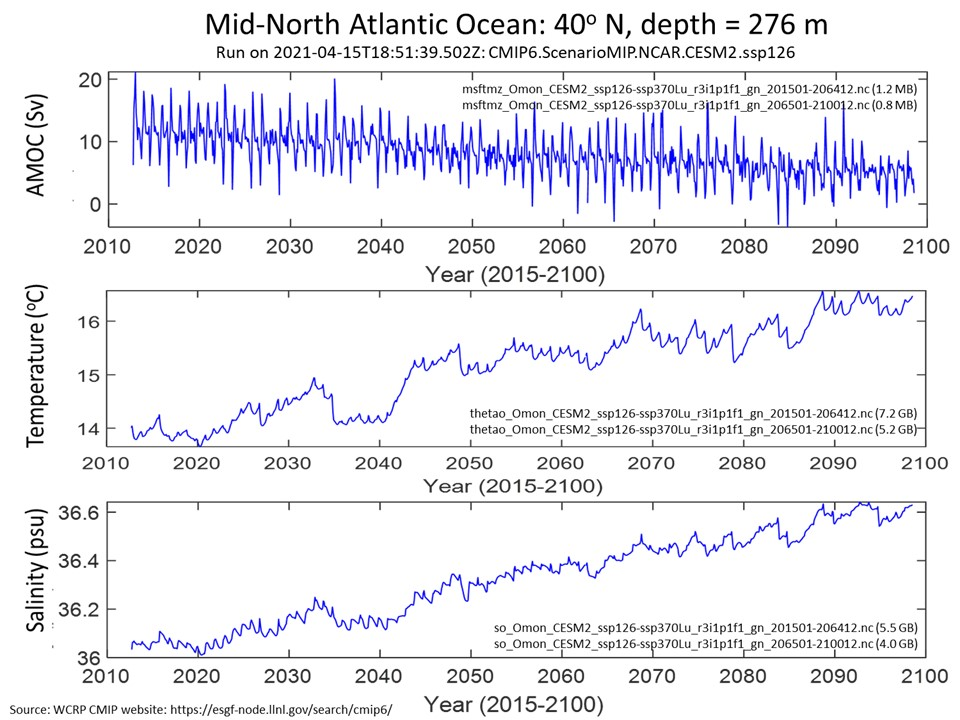 Mid-North Atlantic Ocean: 40o N, depth = 276 m
Run on 2021-04-15T18:51:39.502Z: CMIP6.ScenarioMIP.NCAR.CESM2.ssp126
AMOC (Sv)
20
10
0
msftmz_Omon_CESM2_ssp126-ssp370Lu_r3i1p1f1_gn_201501-206412.nc (1.2 MB)
msftmz_Omon_CESM2_ssp126-ssp370Lu_r3i1p1f1_gn_206501-210012.nc (0.8 MB)
2010 2020 2030 2040 2050 2060 2070 2080 2090 2100
Year (2015-2100)
Temperature (oC)
16
15
14
thetao_Omon_CESM2_ssp126-ssp370Lu_r3i1p1f1_gn_201501-206412.nc (7.2 GB)
thetao_Omon_CESM2_ssp126-ssp370Lu_r3i1p1f1_gn_206501-210012.nc (5.2 GB)
2010 2020 2030 2040 2050 2060 2070 2080 2090 2100
Year (2015-2100)
Salinity (psu)
36.6
36.4
36.2
36
so_Omon_CESM2_ssp126-ssp370Lu_r3i1p1f1_gn_201501-206412.nc (5.5 GB)
so_Omon_CESM2_ssp126-ssp370Lu_r3i1p1f1_gn_206501-210012.nc (4.0 GB)
2010 2020 2030 2040 2050 2060 2070 2080 2090 2100
Year (2015-2100)
Source: WCRP CMIP website: https://esgf-node.llnl.gov/search/cmip6/